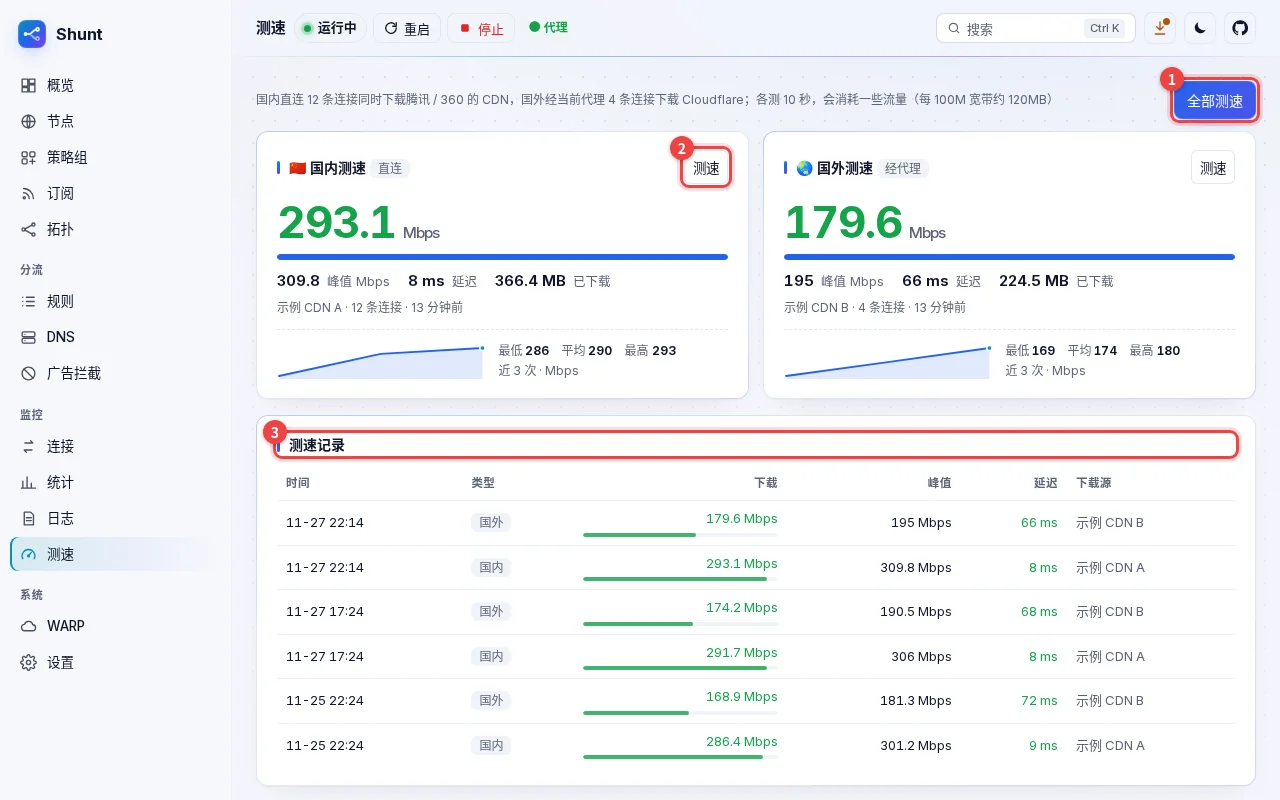 Shunt
概览
节点
策略组
订阅
拓扑
分流
规则
DNS
广告拦截
监控
连接
统计
日志
测速
系统
WARP
设置
测速 运行中 重启 停止 代理 搜索 Ctrl K
国内直连 12 条连接同时下载腾讯 / 360 的 CDN，国外经当前代理 4 条连接下载 Cloudflare；各测 10 秒，会消耗一些流量（每 100M 宽带约 120MB）
1
全部测速
国内测速 直连
2
测速
293.1 Mbps
309.8 峰值 Mbps 8 ms 延迟 366.4 MB 已下载
示例 CDN A · 12 条连接 · 13 分钟前
最低 286 平均 290 最高 293
近 3 次 · Mbps
国外测速 经代理 测速
179.6 Mbps
195 峰值 Mbps 66 ms 延迟 224.5 MB 已下载
示例 CDN B · 4 条连接 · 13 分钟前
最低 169 平均 174 最高 180
近 3 次 · Mbps
3
测速记录
时间 类型 下载 峰值 延迟 下载源
11-27 22:14 国外 179.6 Mbps 195 Mbps 66 ms 示例 CDN B
11-27 22:14 国内 293.1 Mbps 309.8 Mbps 8 ms 示例 CDN A
11-27 17:24 国外 174.2 Mbps 190.5 Mbps 68 ms 示例 CDN B
11-27 17:24 国内 291.7 Mbps 306 Mbps 8 ms 示例 CDN A
11-25 22:24 国外 168.9 Mbps 181.3 Mbps 72 ms 示例 CDN B
11-25 22:24 国内 286.4 Mbps 301.2 Mbps 9 ms 示例 CDN A